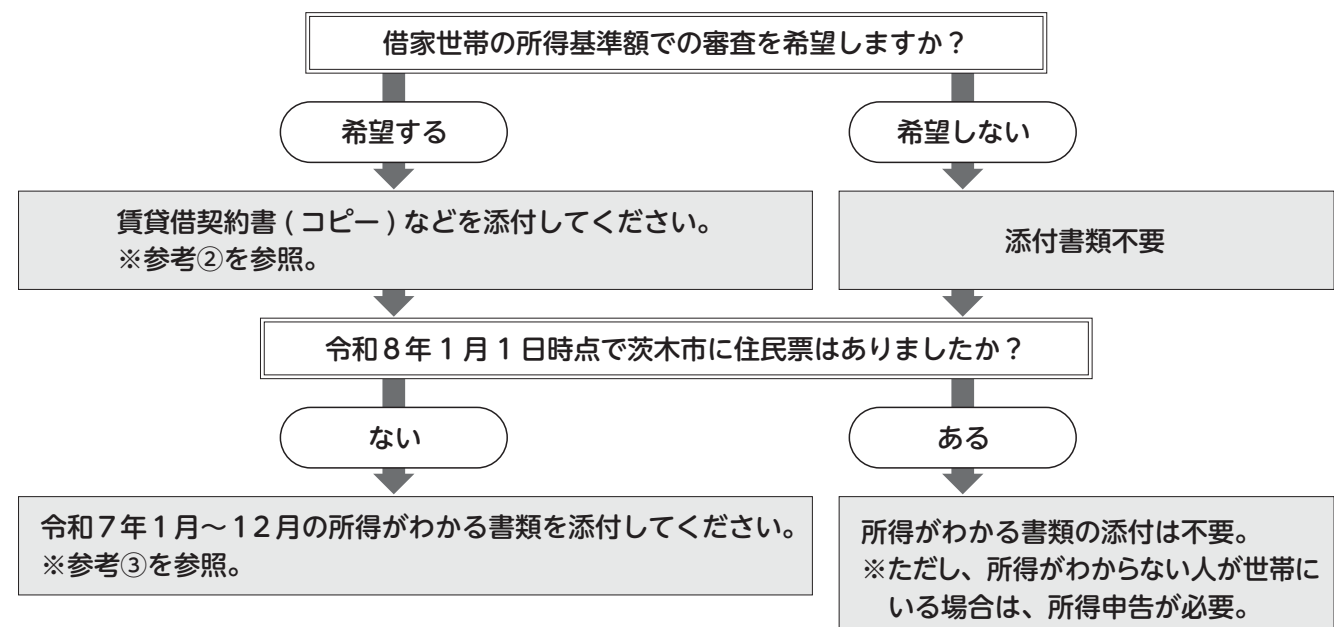 借家世帯の所得基準額での審査を希望しますか？
希望する
希望しない
賃貸借契約書(コピー)などを添付してください。
※参考②を参照。
添付書類不要
令和８年１月１日時点で茨木市に住民票はありましたか？
ない
ある
令和７年１月～１２月の所得がわかる書類を添付してください。
※参考③を参照。
所得がわかる書類の添付は不要。
※ただし、所得がわからない人が世帯に
いる場合は、所得申告が必要。